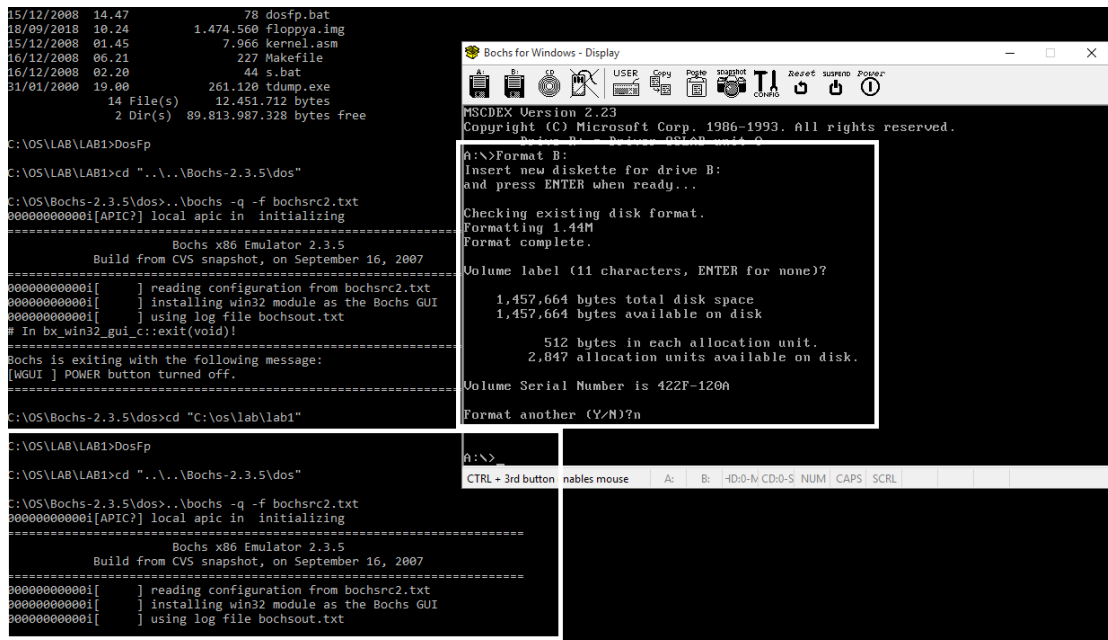 15/12/2008  14.47                78 dosfp.bat
18/09/2018  10.24         1.474.560 floppya.img
15/12/2008  01.45             7.966 kernel.asm
16/12/2008  06.21               227 Makefile
16/12/2008  02.20                44 s.bat
31/01/2000  19.00           261.120 tdump.exe
14 File(s)     12.451.712 bytes
2 Dir(s)  89.813.987.328 bytes free
C:\OS\LAB\LAB1>DosFp
C:\OS\LAB\LAB1>cd "..\..\Bochs-2.3.5\dos"
C:\OS\Bochs-2.3.5\dos>..\bochs -q -f bochsrc2.txt
00000000000i[APIC?] local apic in  initializing
========================================================================
Bochs x86 Emulator 2.3.5
Build from CVS snapshot, on September 16, 2007
========================================================================
00000000000i[     ] reading configuration from bochsrc2.txt
00000000000i[     ] installing win32 module as the Bochs GUI
00000000000i[     ] using log file bochsout.txt
# In bx_win32_gui_c::exit(void)!
========================================================================
Bochs is exiting with the following message:
[WGUI ] POWER button turned off.
========================================================================
C:\OS\Bochs-2.3.5\dos>cd "C:\os\lab\lab1"
C:\OS\LAB\LAB1>DosFp
C:\OS\LAB\LAB1>cd "..\..\Bochs-2.3.5\dos"
C:\OS\Bochs-2.3.5\dos>..\bochs -q -f bochsrc2.txt
00000000000i[APIC?] local apic in  initializing
========================================================================
Bochs x86 Emulator 2.3.5
Build from CVS snapshot, on September 16, 2007
========================================================================
00000000000i[     ] reading configuration from bochsrc2.txt
00000000000i[     ] installing win32 module as the Bochs GUI
00000000000i[     ] using log file bochsout.txt
Bochs for Windows - Display
A: B: CD USER Copy Paste snapshot CONFIG Reset SUSPEND Power
MSCDEX Version 2.23
Copyright (C) Microsoft Corp. 1986-1993. All rights reserved.
A:\>Format B:
Insert new diskette for drive B:
and press ENTER when ready...
Checking existing disk format.
Formatting 1.44M
Format complete.
Volume label (11 characters, ENTER for none)?
1,457,664 bytes total disk space
1,457,664 bytes available on disk
512 bytes in each allocation unit.
2,847 allocation units available on disk.
Volume Serial Number is 422F-120A
Format another (Y/N)?n
A:\>_
CTRL + 3rd button enables mouse A: B: HD:0-M CD:0-S NUM CAPS SCRL